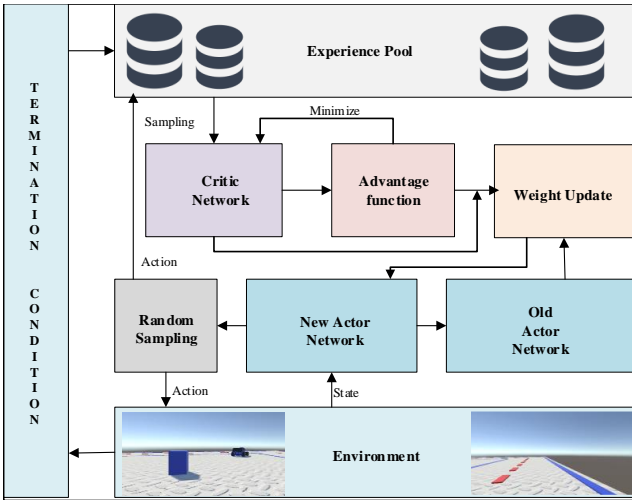 TERMINATION CONDITION
Experience Pool
Sampling
Minimize
Critic
Network
Advantage
function
Weight Update
Action
Random
Sampling
New Actor
Network
Old
Actor
Network
Action
State
Environment